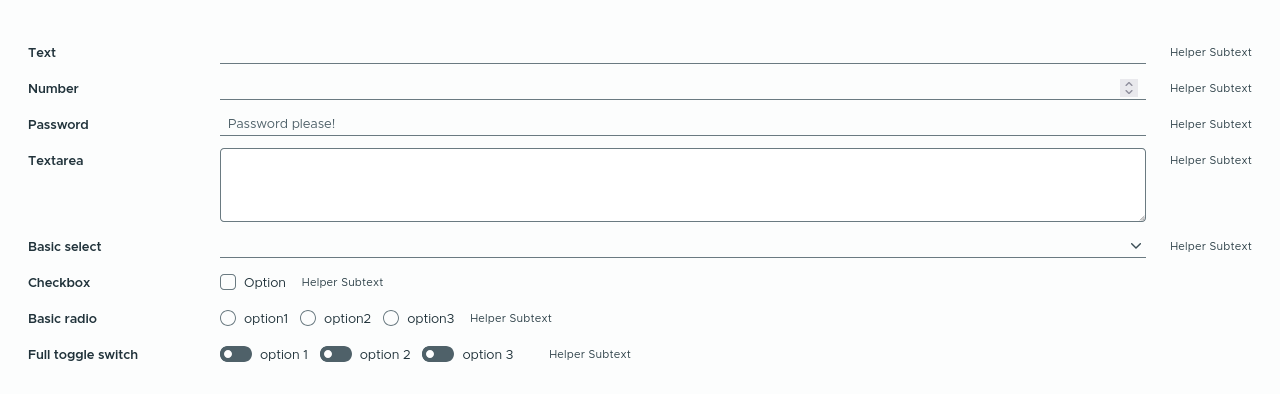 Text Helper Subtext
Number Helper Subtext
Password Password please! Helper Subtext
Textarea Helper Subtext
Basic select Helper Subtext
Checkbox Option Helper Subtext
Basic radio option1 option2 option3 Helper Subtext
Full toggle switch option 1 option 2 option 3 Helper Subtext